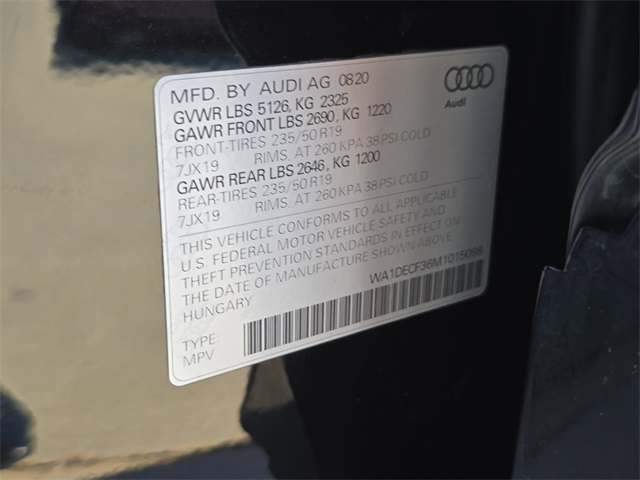 MFD. BY AUDI AG 08 20
GVWR LBS 5126, KG 2325
GAWR FRONT LBS 2690, KG 1220
FRONT-TIRES 235/50 R19
7JX19 RIMS. AT 260 KPA 38 PSI COLD
GAWR REAR LBS 2646, KG 1200
REAR-TIRES 235/50 R19
7JX19 RIMS. AT 260 KPA 38 PSI COLD
THIS VEHICLE CONFORMS TO ALL APPLICABLE
U.S. FEDERAL MOTOR VEHICLE SAFETY AND
THEFT PREVENTION STANDARDS IN EFFECT ON
THE DATE OF MANUFACTURE SHOWN ABOVE.
HUNGARY
WA1DECF36M1015098
TYPE
MPV
Audi